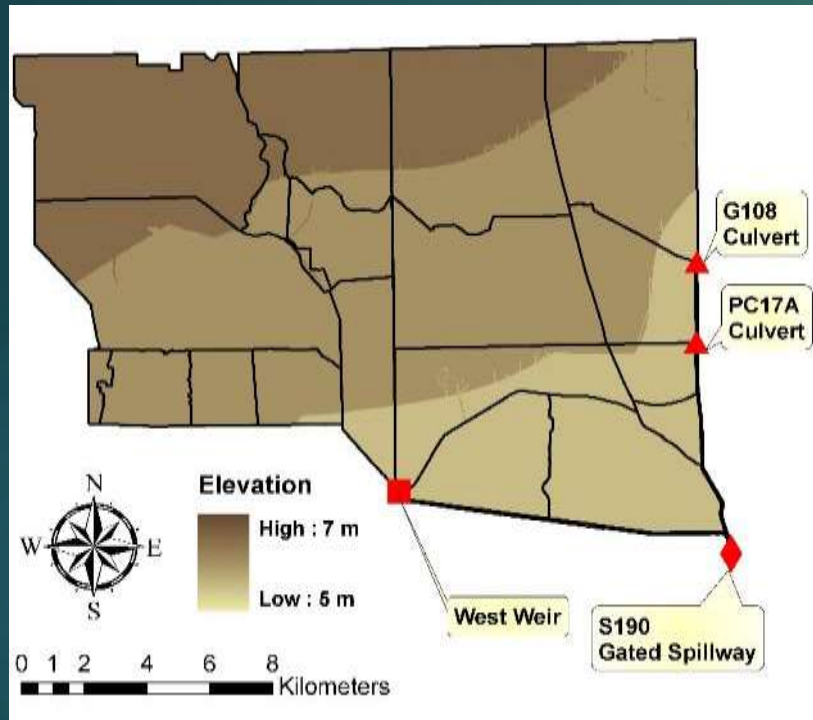 G108
Culvert
PC17A
Culvert
N
W E
S
Elevation
High : 7 m
Low : 5 m
West Weir
S190
Gated Spillway
0 1 2 4 6 8
Kilometers